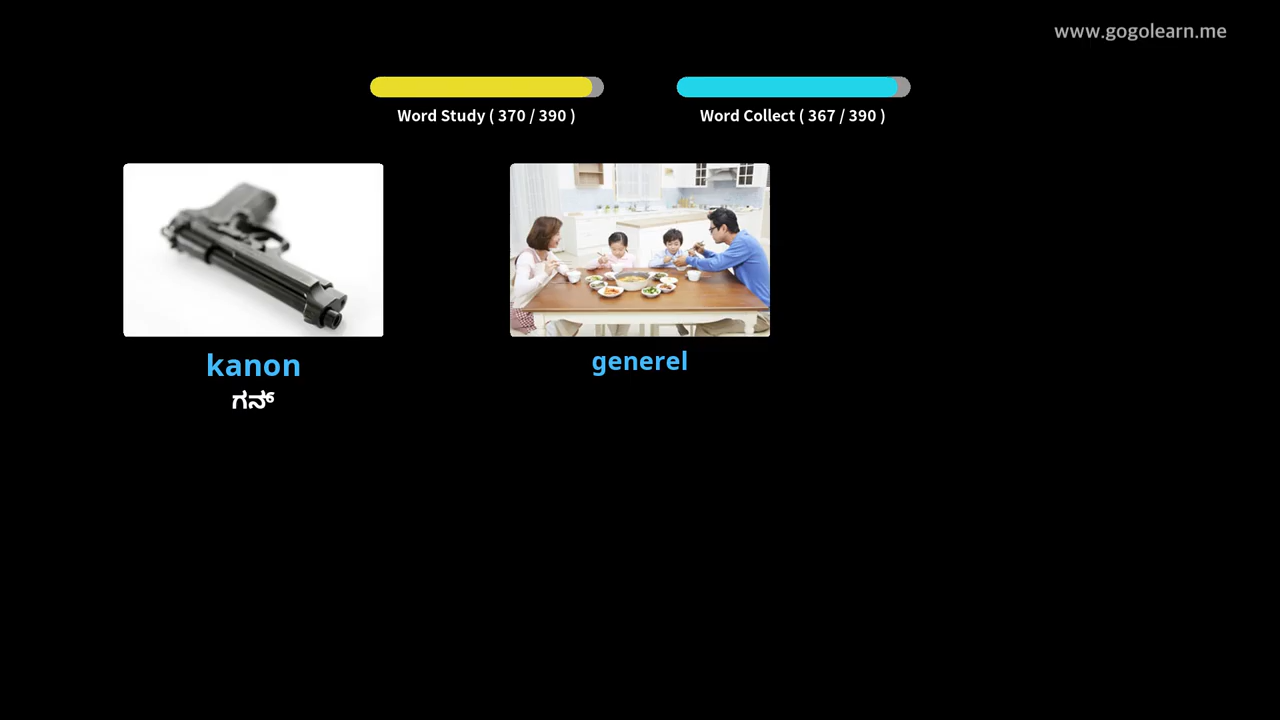 www.gogolearn.me
Word Study ( 370 / 390 )
Word Collect ( 367 / 390 )
kanon
ಗನ್
generel